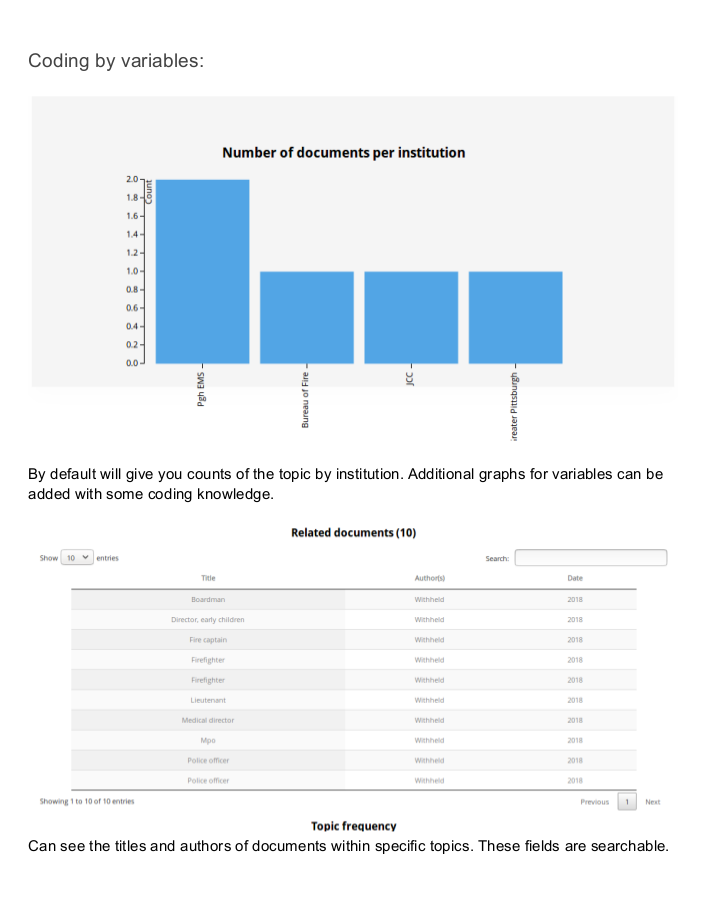 Coding by variables:
Number of documents per institution
Count
2.0
1.8
1.6
1.4
1.2
1.0
0.8
0.6
0.4
0.2
0.0
Pgh EMS
Bureau of Fire
JCC
reater Pittsburgh
By default will give you counts of the topic by institution. Additional graphs for variables can be
added with some coding knowledge.
Related documents (10)
Show 10 entries Search:
Title Author(s) Date
Boardman Withheld 2018
Director, early children Withheld 2018
Fire captain Withheld 2018
Firefighter Withheld 2018
Firefighter Withheld 2018
Lieutenant Withheld 2018
Medical director Withheld 2018
Mpo Withheld 2018
Police officer Withheld 2018
Police officer Withheld 2018
Showing 1 to 10 of 10 entries Previous 1 Next
Topic frequency
Can see the titles and authors of documents within specific topics. These fields are searchable.